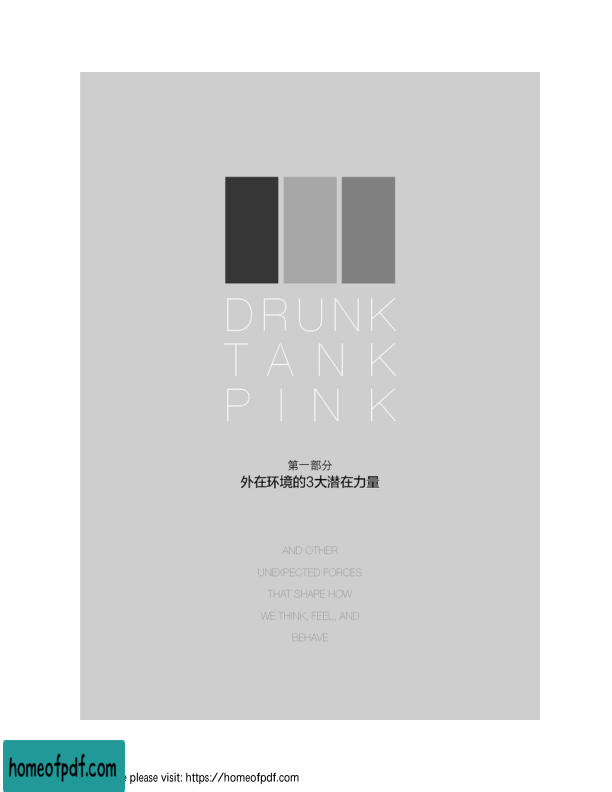 DRUNK
TANK
PINK
第一部分
外在环境的3大潜在力量
AND OTHER
UNEXPECTED FORCES
THAT SHAPE HOW
WE THINK, FEEL, AND
BEHAVE
homeofpdf.com
please visit: https://homeofpdf.com